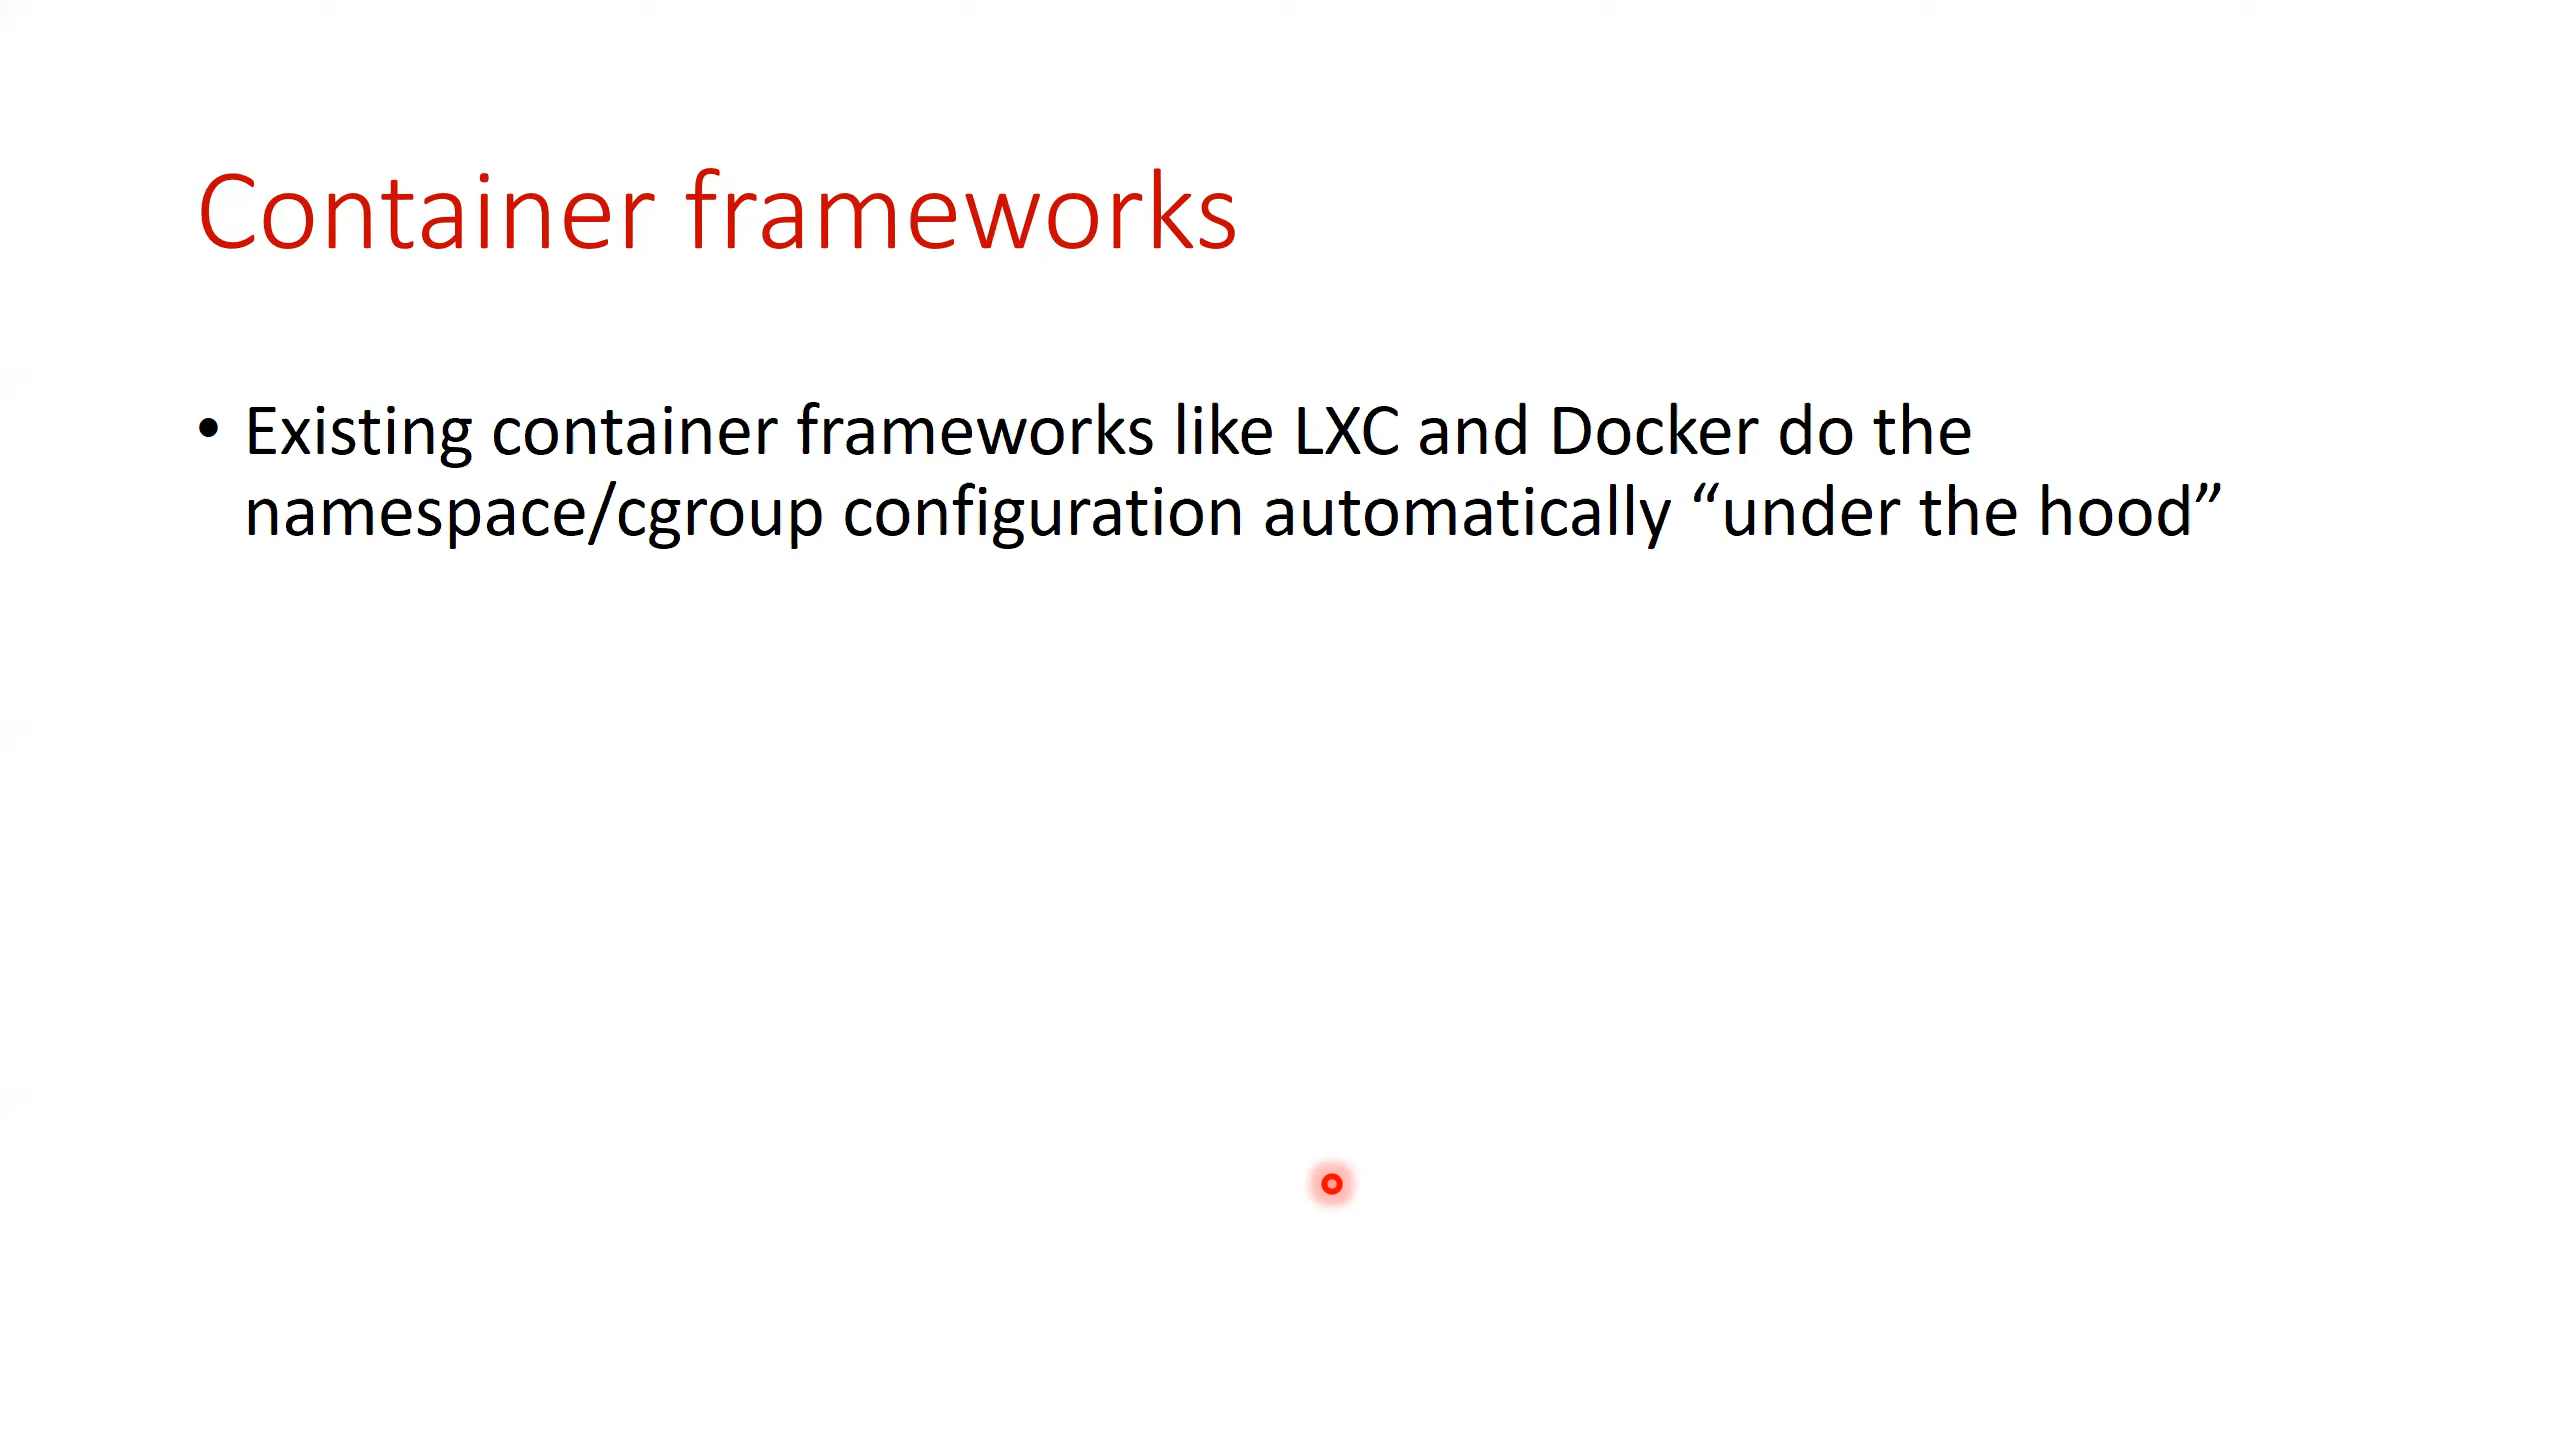 Container frameworks
• Existing container frameworks like LXC and Docker do the
namespace/cgroup configuration automatically “under the hood”